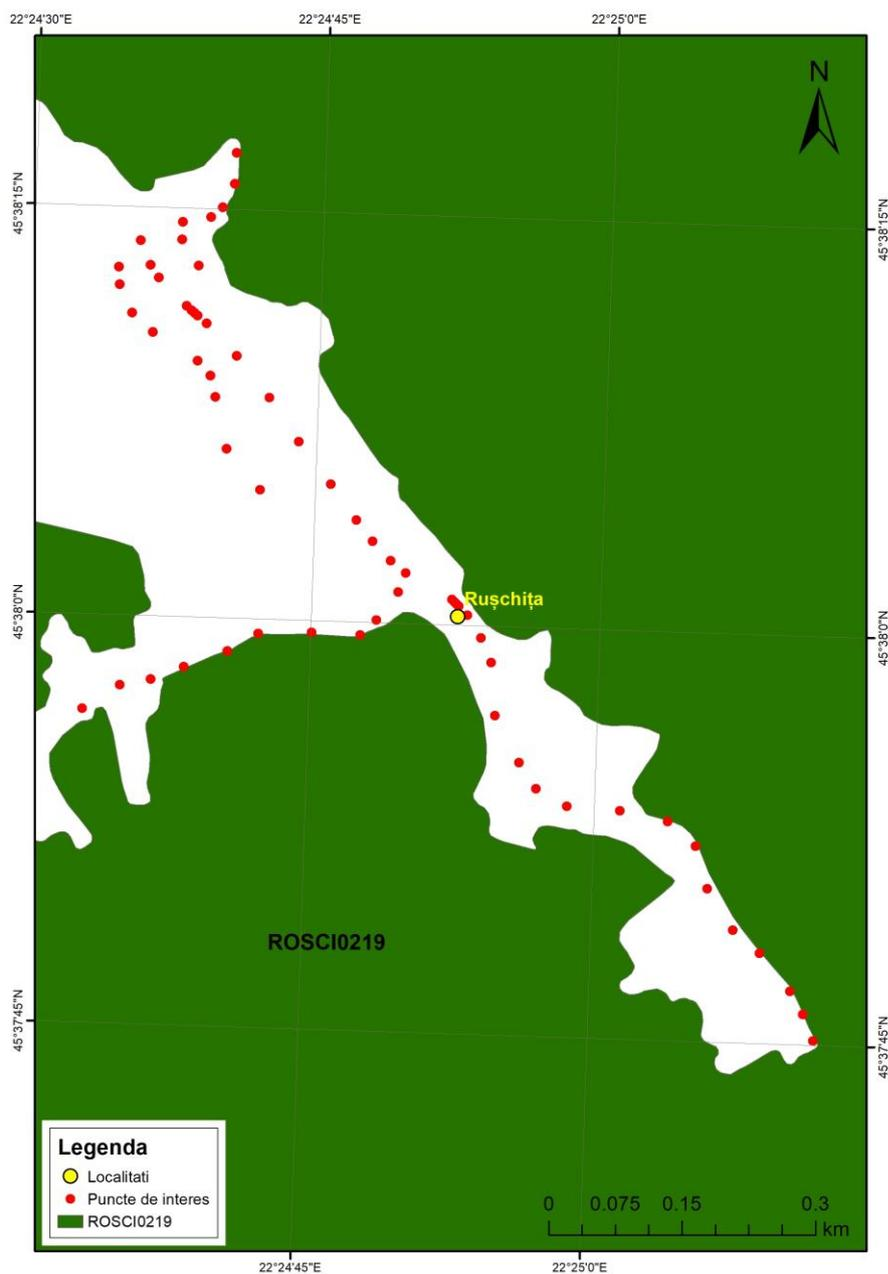 22°24'30"E
22°24'45"E
22°25'0"E
N
45°38'15"N
45°38'15"N
Rușchița
45°38'0"N
45°38'0"N
ROSCI0219
45°37'45"N
45°37'45"N
Legenda
Localitati
Puncte de interes
ROSCI0219
0 0.075 0.15 0.3
km
22°24'45"E
22°25'0"E